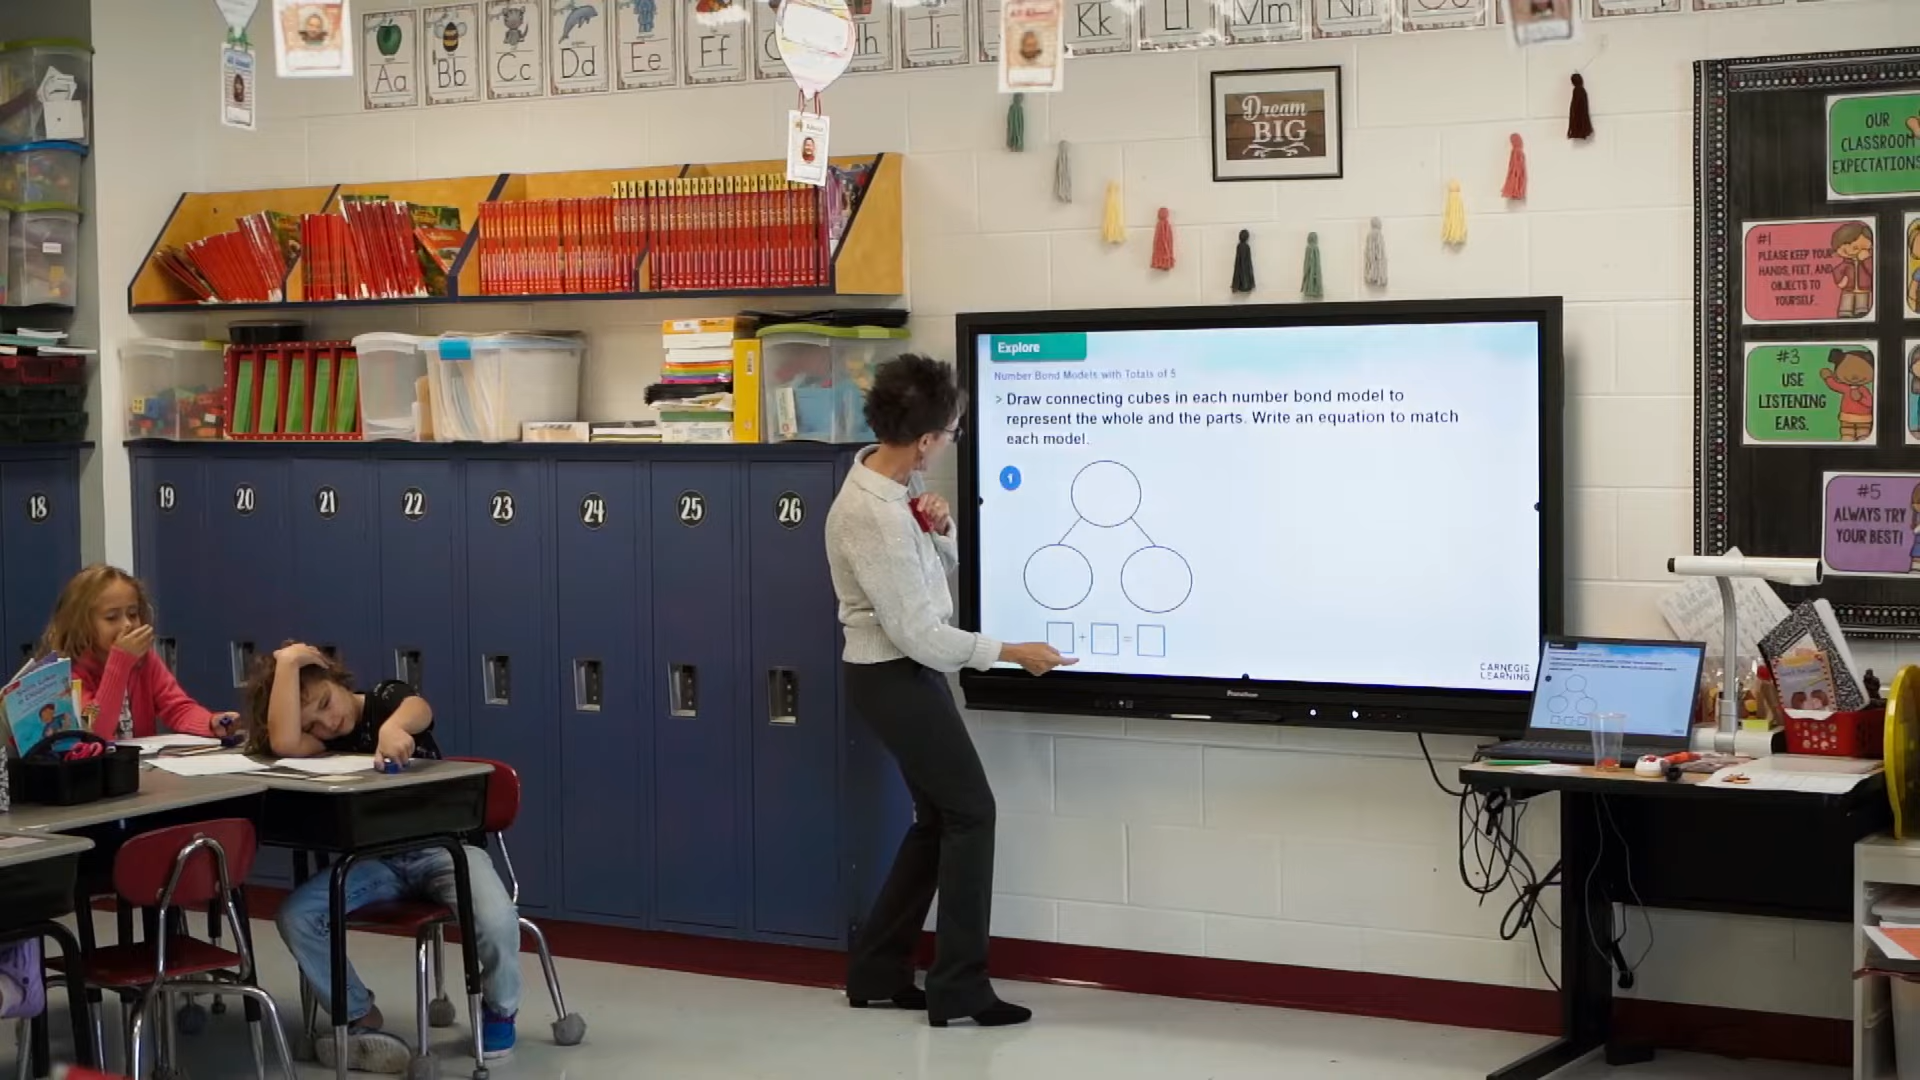 Aa
Bb
Cc
Dd
Ee
Ff
Ii
Kk
Ll
Mm
Nn
Dream
BIG
OUR
CLASSROOM
EXPECTATIONS
#1
PLEASE KEEP YOUR
HANDS, FEET, AND
OBJECTS TO
YOURSELF.
#3
USE
LISTENING
EARS.
#5
ALWAYS TRY
YOUR BEST!
18
19
20
21
22
23
24
25
26
Explore
Number Bond Models with Totals of 5
> Draw connecting cubes in each number bond model to
represent the whole and the parts. Write an equation to match
each model.
1
+ =
CARNEGIE
LEARNING
Promethean